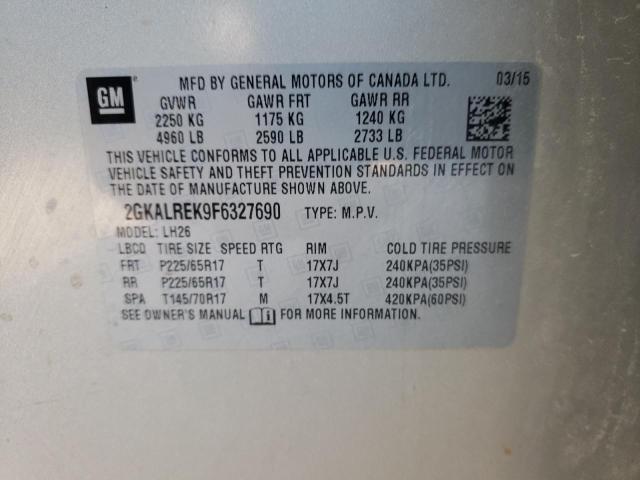 GM MFD BY GENERAL MOTORS OF CANADA LTD. 03/15
GVWR GAWR FRT GAWR RR
2250 KG 1175 KG 1240 KG
4960 LB 2590 LB 2733 LB
THIS VEHICLE CONFORMS TO ALL APPLICABLE U.S. FEDERAL MOTOR
VEHICLE SAFETY AND THEFT PREVENTION STANDARDS IN EFFECT ON
THE DATE OF MANUFACTURE SHOWN ABOVE.
2GKALREK9F6327690 TYPE: M.P.V.
MODEL: LH26
LBCD TIRE SIZE SPEED RTG RIM COLD TIRE PRESSURE
FRT P225/65R17 T 17X7J 240KPA(35PSI)
RR P225/65R17 T 17X7J 240KPA(35PSI)
SPA T145/70R17 M 17X4.5T 420KPA(60PSI)
SEE OWNER'S MANUAL i FOR MORE INFORMATION.